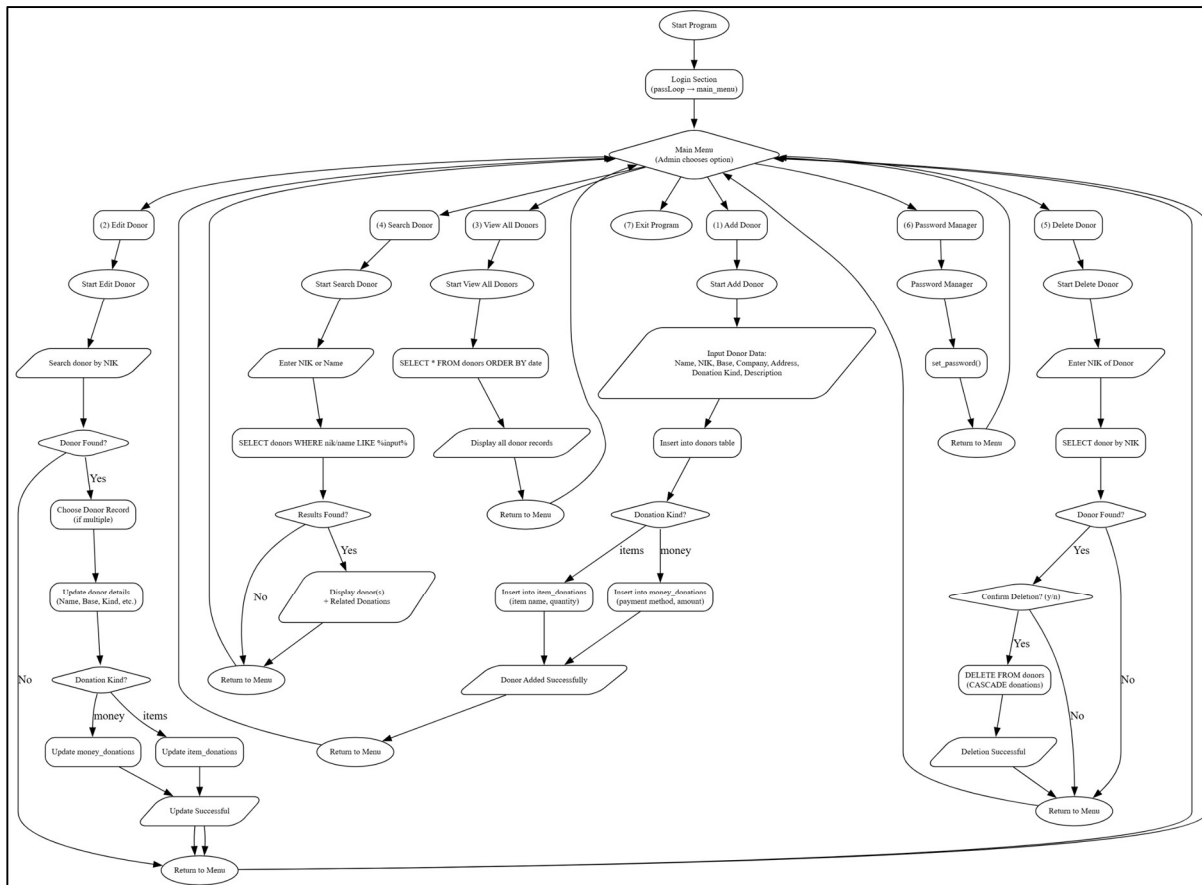 Start Program
Login Section
(passLoop → main_menu)
Main Menu
(Admin chooses option)
(2) Edit Donor
(4) Search Donor
(3) View All Donors
(7) Exit Program
(1) Add Donor
(6) Password Manager
(5) Delete Donor
Start Edit Donor
Start Search Donor
Start View All Donors
Start Add Donor
Password Manager
Start Delete Donor
Search donor by NIK
Enter NIK or Name
SELECT * FROM donors ORDER BY date
Input Donor Data:
Name, NIK, Base, Company, Address,
Donation Kind, Description
set_password()
Enter NIK of Donor
Donor Found?
SELECT donors WHERE nik/name LIKE %input%
Display all donor records
Insert into donors table
Return to Menu
SELECT donor by NIK
Yes
Choose Donor Record
(if multiple)
Results Found?
Return to Menu
Donation Kind?
Donor Found?
items
money
Yes
Yes
No
Update donor details
(Name, Base, Kind, etc.)
Display donor(s)
+ Related Donations
Insert into item_donations
(item name, quantity)
Insert into money_donations
(payment method, amount)
Confirm Deletion? (y/n)
Yes
No
No
No
Donation Kind?
Return to Menu
Donor Added Successfully
DELETE FROM donors
(CASCADE donations)
money
items
Update money_donations
Update item_donations
Return to Menu
Deletion Successful
Update Successful
Return to Menu
Return to Menu